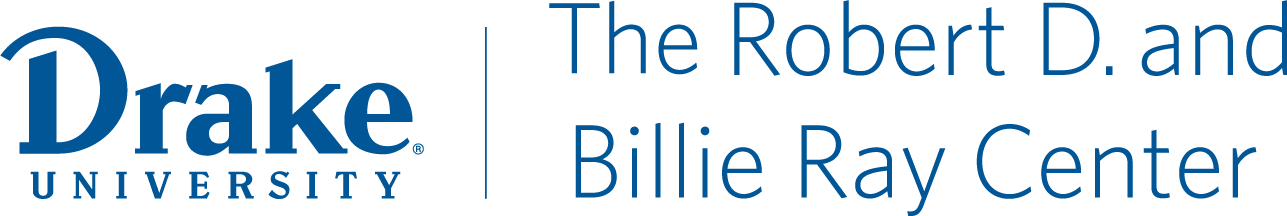 Drake®
UNIVERSITY
The Robert D. and
Billie Ray Center